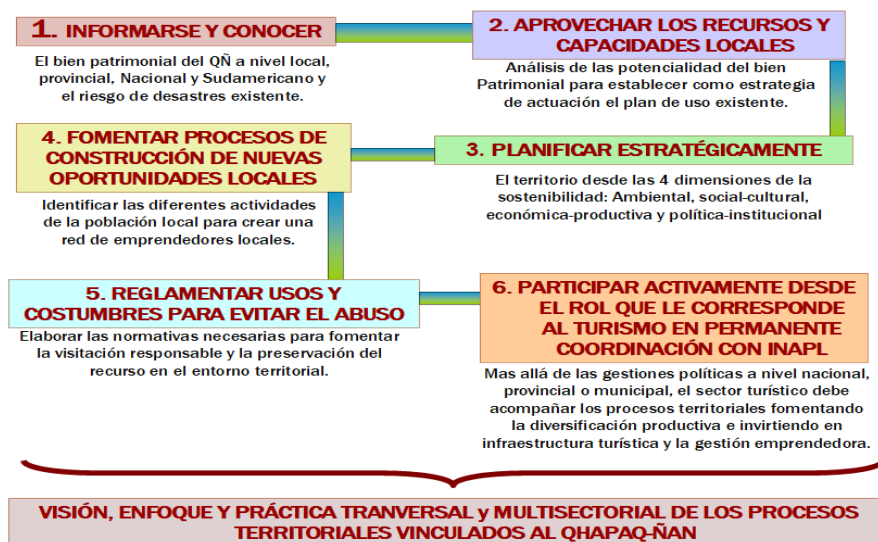 1. INFORMARSE Y CONOCER
El bien patrimonial del QÑ a nivel local,
provincial, Nacional y Sudamericano y
el riesgo de desastres existente.
2. APROVECHAR LOS RECURSOS Y
CAPACIDADES LOCALES
Análisis de las potencialidad del bien
Patrimonial para establecer como estrategia
de actuación el plan de uso existente.
3. PLANIFICAR ESTRATÉGICAMENTE
El territorio desde las 4 dimensiones de la
sostenibilidad: Ambiental, social-cultural,
económica-productiva y política-institucional
4. FOMENTAR PROCESOS DE
CONSTRUCCIÓN DE NUEVAS
OPORTUNIDADES LOCALES
Identificar las diferentes actividades
de la población local para crear una
red de emprendedores locales.
5. REGLAMENTAR USOS Y
COSTUMBRES PARA EVITAR EL ABUSO
Elaborar las normativas necesarias para fomentar
la visitación responsable y la preservación del
recurso en el entorno territorial.
6. PARTICIPAR ACTIVAMENTE DESDE
EL ROL QUE LE CORRESPONDE
AL TURISMO EN PERMANENTE
COORDINACIÓN CON INAPL
Mas allá de las gestiones políticas a nivel nacional,
provincial o municipal, el sector turístico debe
acompañar los procesos territoriales fomentando
la diversificación productiva e invirtiendo en
infraestructura turística y la gestión emprendedora.
VISIÓN, ENFOQUE Y PRÁCTICA TRANVERSAL y MULTISECTORIAL DE LOS PROCESOS
TERRITORIALES VINCULADOS AL QHAPAQ-ÑAN